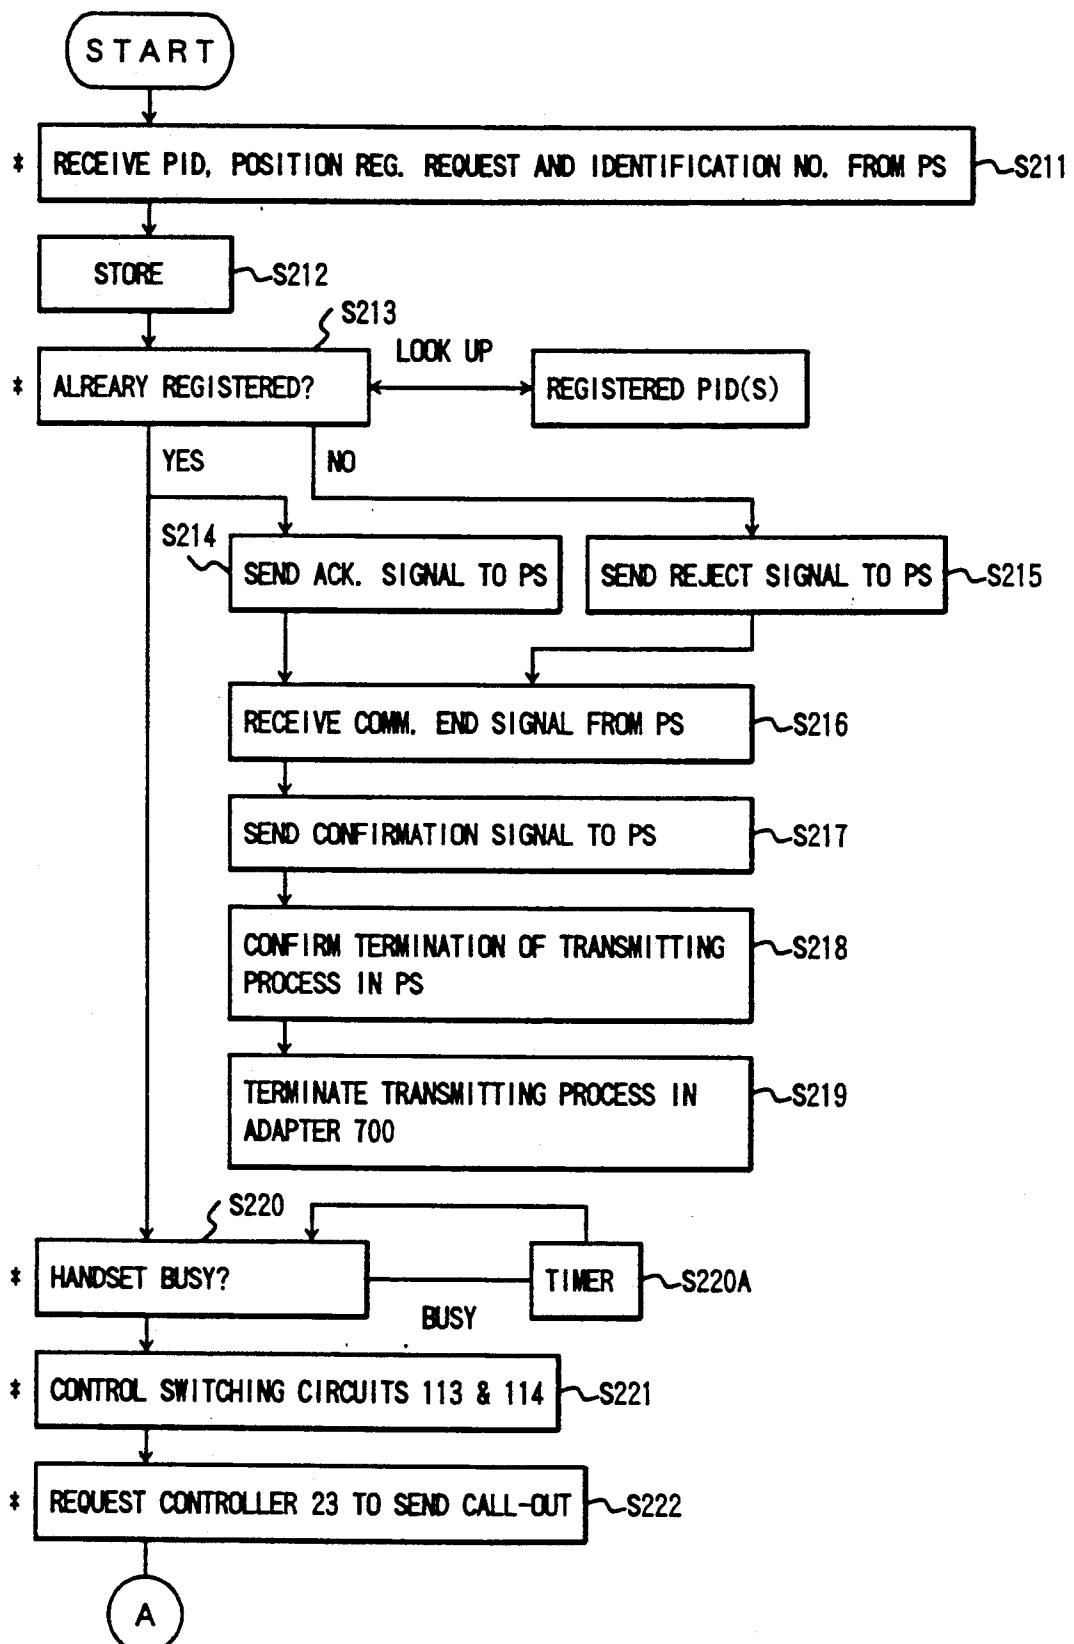 START
* RECEIVE PID, POSITION REG. REQUEST AND IDENTIFICATION NO. FROM PS S211
STORE S212
S213
LOOK UP
* ALREARY REGISTERED? REGISTERED PID(S)
YES NO
S214
SEND ACK. SIGNAL TO PS SEND REJECT SIGNAL TO PS S215
RECEIVE COMM. END SIGNAL FROM PS S216
SEND CONFIRMATION SIGNAL TO PS S217
CONFIRM TERMINATION OF TRANSMITTING S218
PROCESS IN PS
TERMINATE TRANSMITTING PROCESS IN S219
ADAPTER 700
S220
* HANDSET BUSY? TIMER S220A
BUSY
* CONTROL SWITCHING CIRCUITS 113 & 114 S221
* REQUEST CONTROLLER 23 TO SEND CALL-OUT S222
A